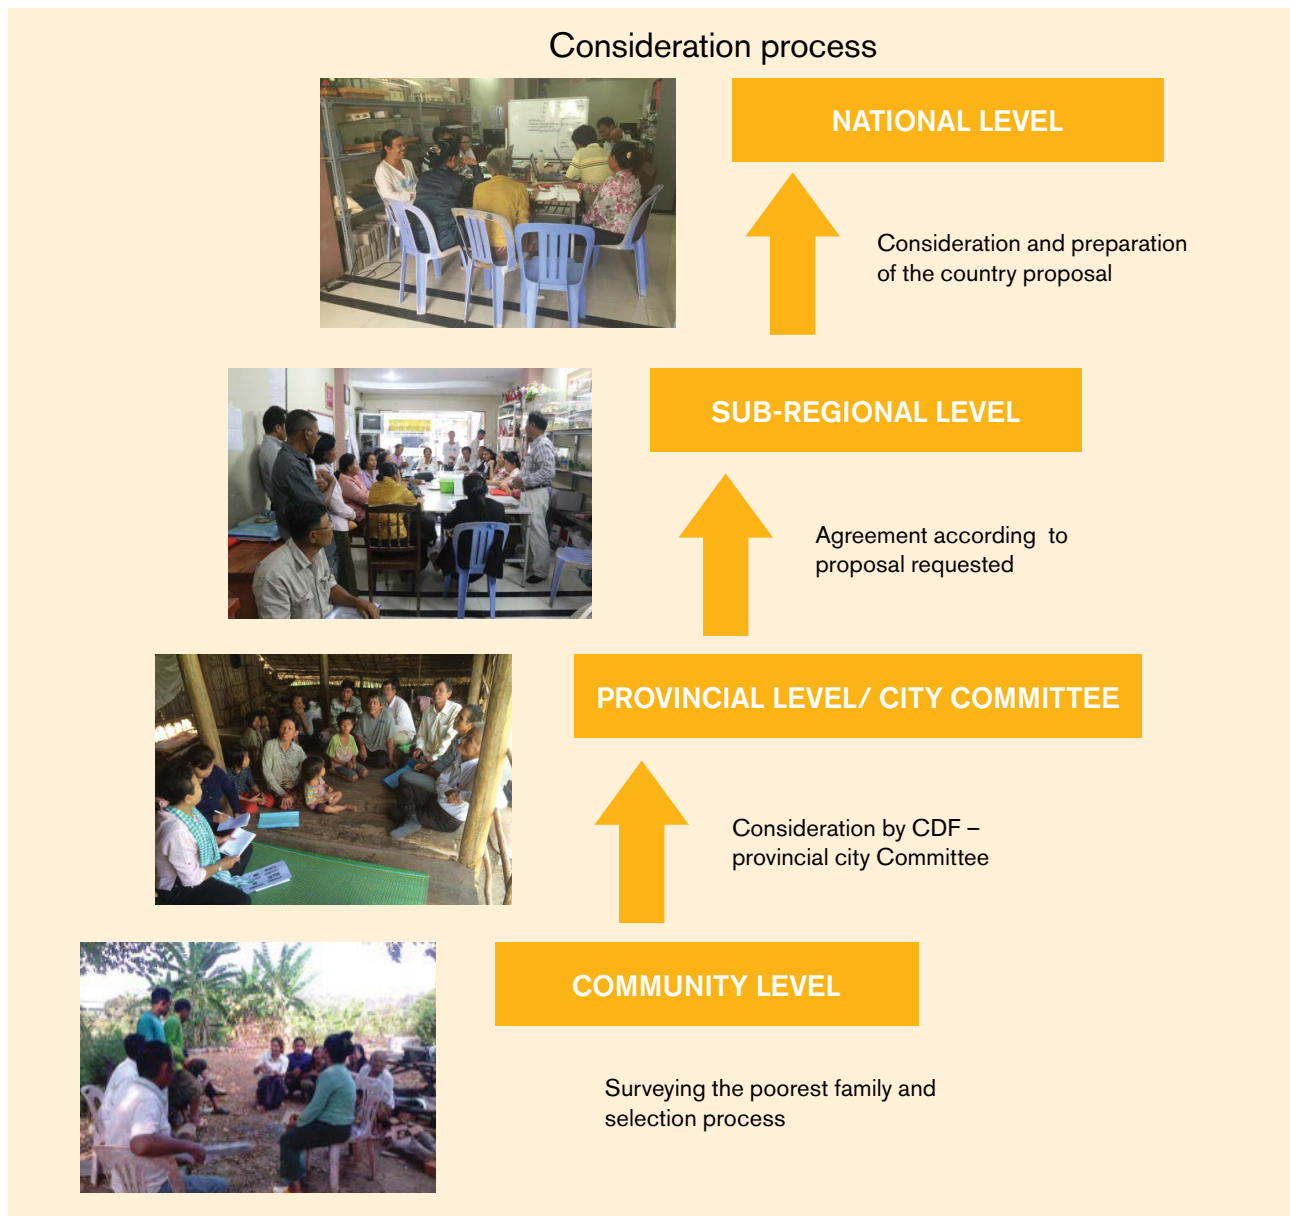 Consideration process
NATIONAL LEVEL
Consideration and preparation
of the country proposal
SUB-REGIONAL LEVEL
Agreement according to
proposal requested
PROVINCIAL LEVEL/ CITY COMMITTEE
Consideration by CDF –
provincial city Committee
COMMUNITY LEVEL
Surveying the poorest family and
selection process